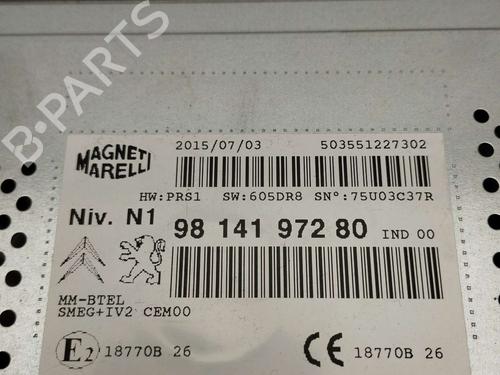 B-PARTS
MAGNETI MARELLI
2015/07/03 503551227302
HW:PRS1 SW:605DR8 SN°:75U03C37R
Niv. N1
98 141 972 80 IND 00
MM-BTEL
SMEG+IV2 CEM00
E2 18770B 26 CE 18770B 26